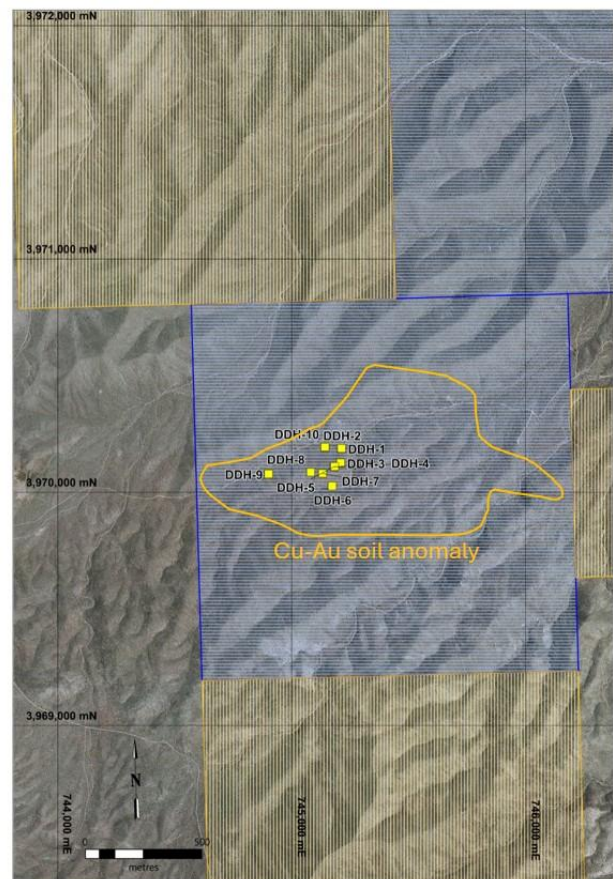 3,972,000 mN
3,971,000 mN
DDH-10 DDH-2
DDH-1
DDH-8
DDH-3 DDH-4
DDH-9
3,970,000 mN
DDH-5
DDH-7
DDH-6
Cu-Au soil anomaly
3,969,000 mN
N
744,000 mE
745,000 mE
746,000 mE
0
500
metres